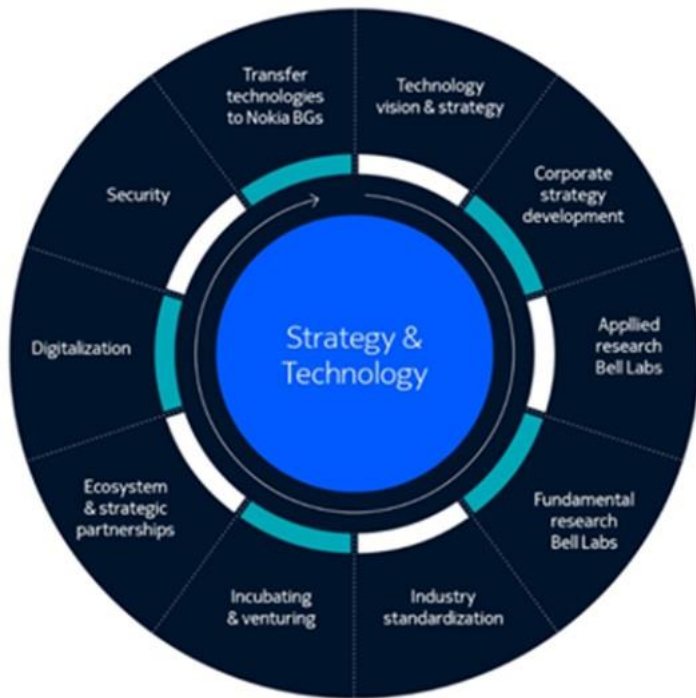 Strategy &
Technology
Technology
vision & strategy
Corporate
strategy
development
Appllied
research
Bell Labs
Fundamental
research
Bell Labs
Industry
standardization
Incubating
& venturing
Ecosystem
& strategic
partnerships
Digitalization
Security
Transfer
technologies
to Nokia BGs